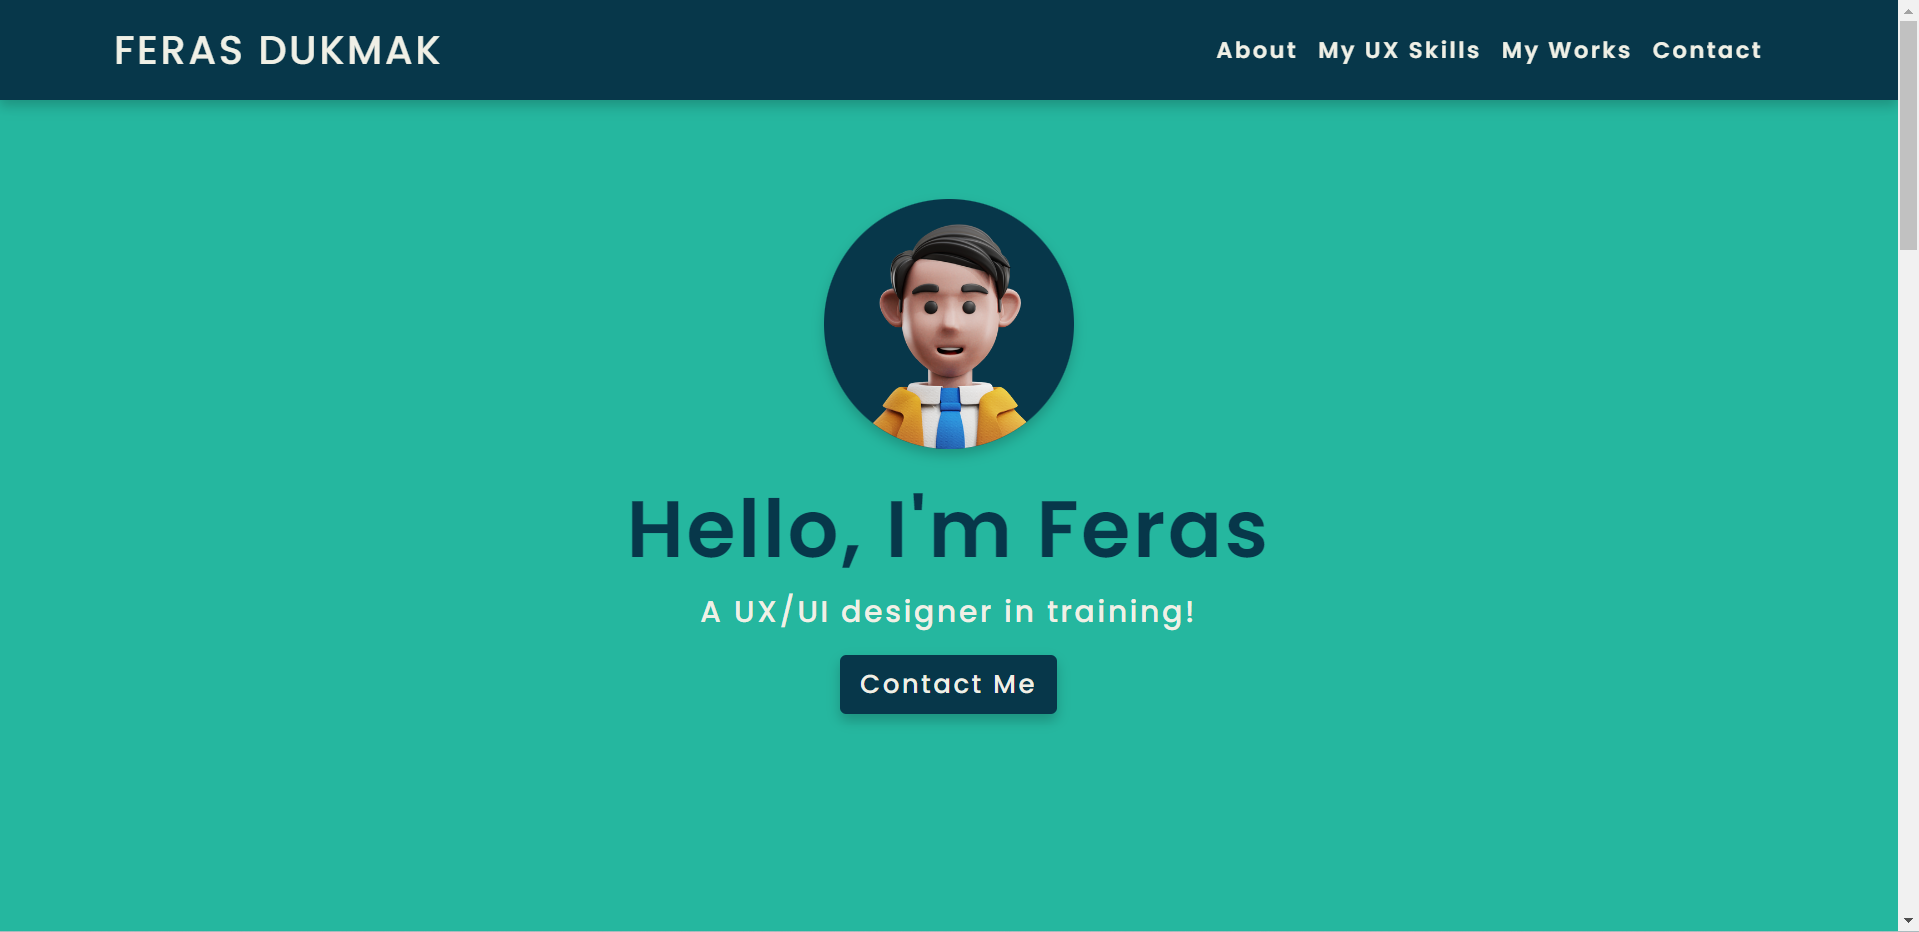 FERAS DUKMAK
About My UX Skills My Works Contact
Hello, I'm Feras
A UX/UI designer in training!
Contact Me